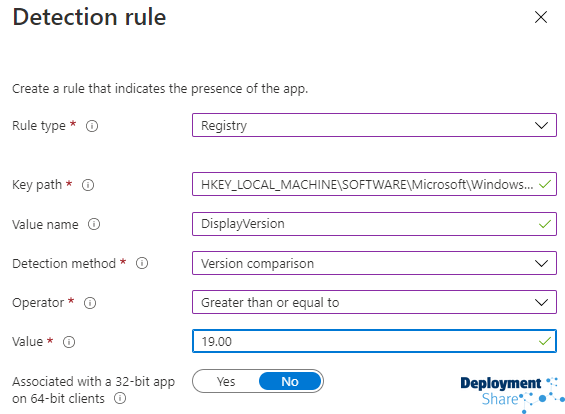 Detection rule
Create a rule that indicates the presence of the app.
Rule type *
Registry
Key path *
HKEY_LOCAL_MACHINE\SOFTWARE\Microsoft\Windows...
Value name
DisplayVersion
Detection method *
Version comparison
Operator *
Greater than or equal to
Value *
19.00
Associated with a 32-bit app
on 64-bit clients
Yes No
Deployment
Share